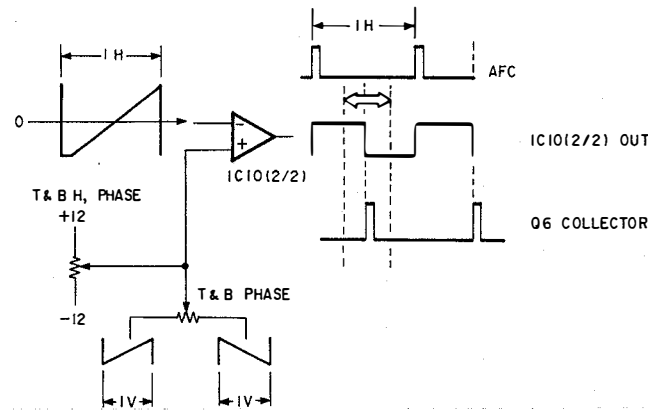 1H
1H
AFC
0
-
+
IC10(2/2)
IC10(2/2) OUT
T & B H, PHASE
+12
-12
Q6 COLLECTOR
T & B PHASE
1V
1V